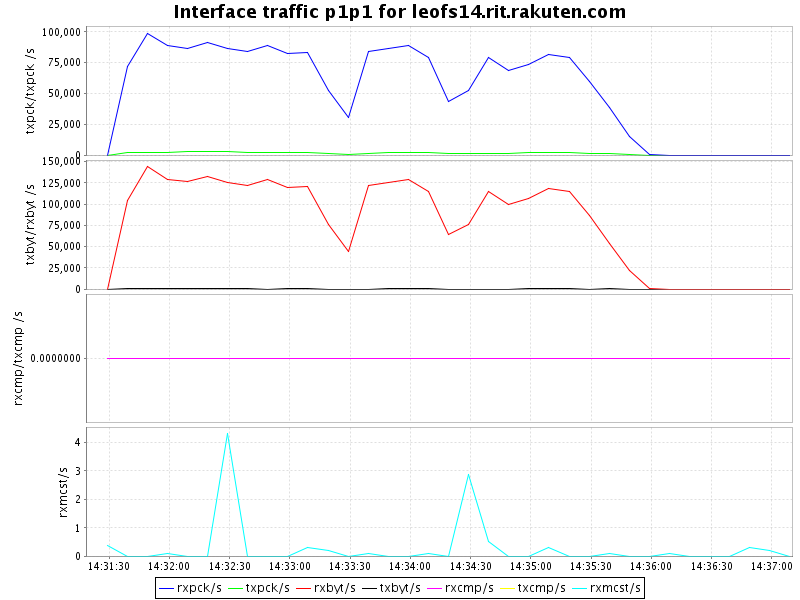 Interface traffic p1p1 for leofs14.rit.rakuten.com
txpck/txpck /s
100,000
75,000
50,000
25,000
0
txbyt/rxbyt /s
150,000
125,000
100,000
75,000
50,000
25,000
0
rxcmp/txcmp /s
0.0000000
rxmcst/s
4
3
2
1
0
14:31:30 14:32:00 14:32:30 14:33:00 14:33:30 14:34:00 14:34:30 14:35:00 14:35:30 14:36:00 14:36:30 14:37:00
rxpck/s txpck/s rxbyt/s txbyt/s rxcmp/s txcmp/s rxmcst/s